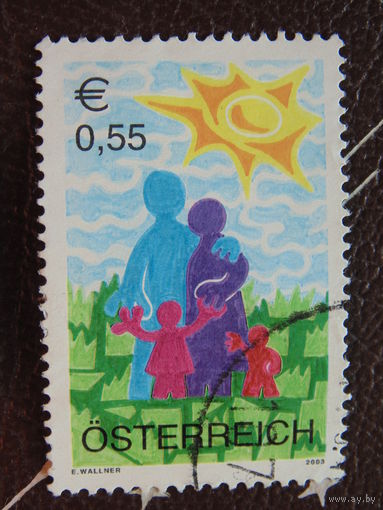 €
0,55
ÖSTERREICH
E. WALLNER
2003
www.ay.by